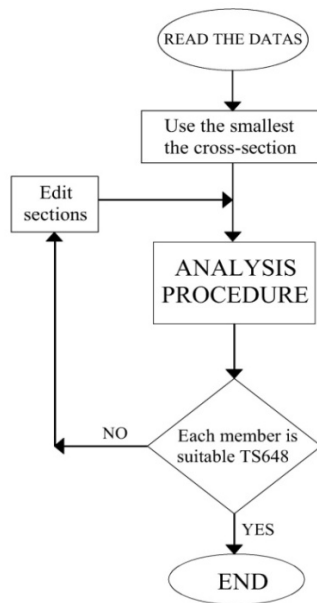 READ THE DATAS
Use the smallest
the cross-section
Edit
sections
ANALYSIS
PROCEDURE
Each member is
suitable TS648
NO
YES
END